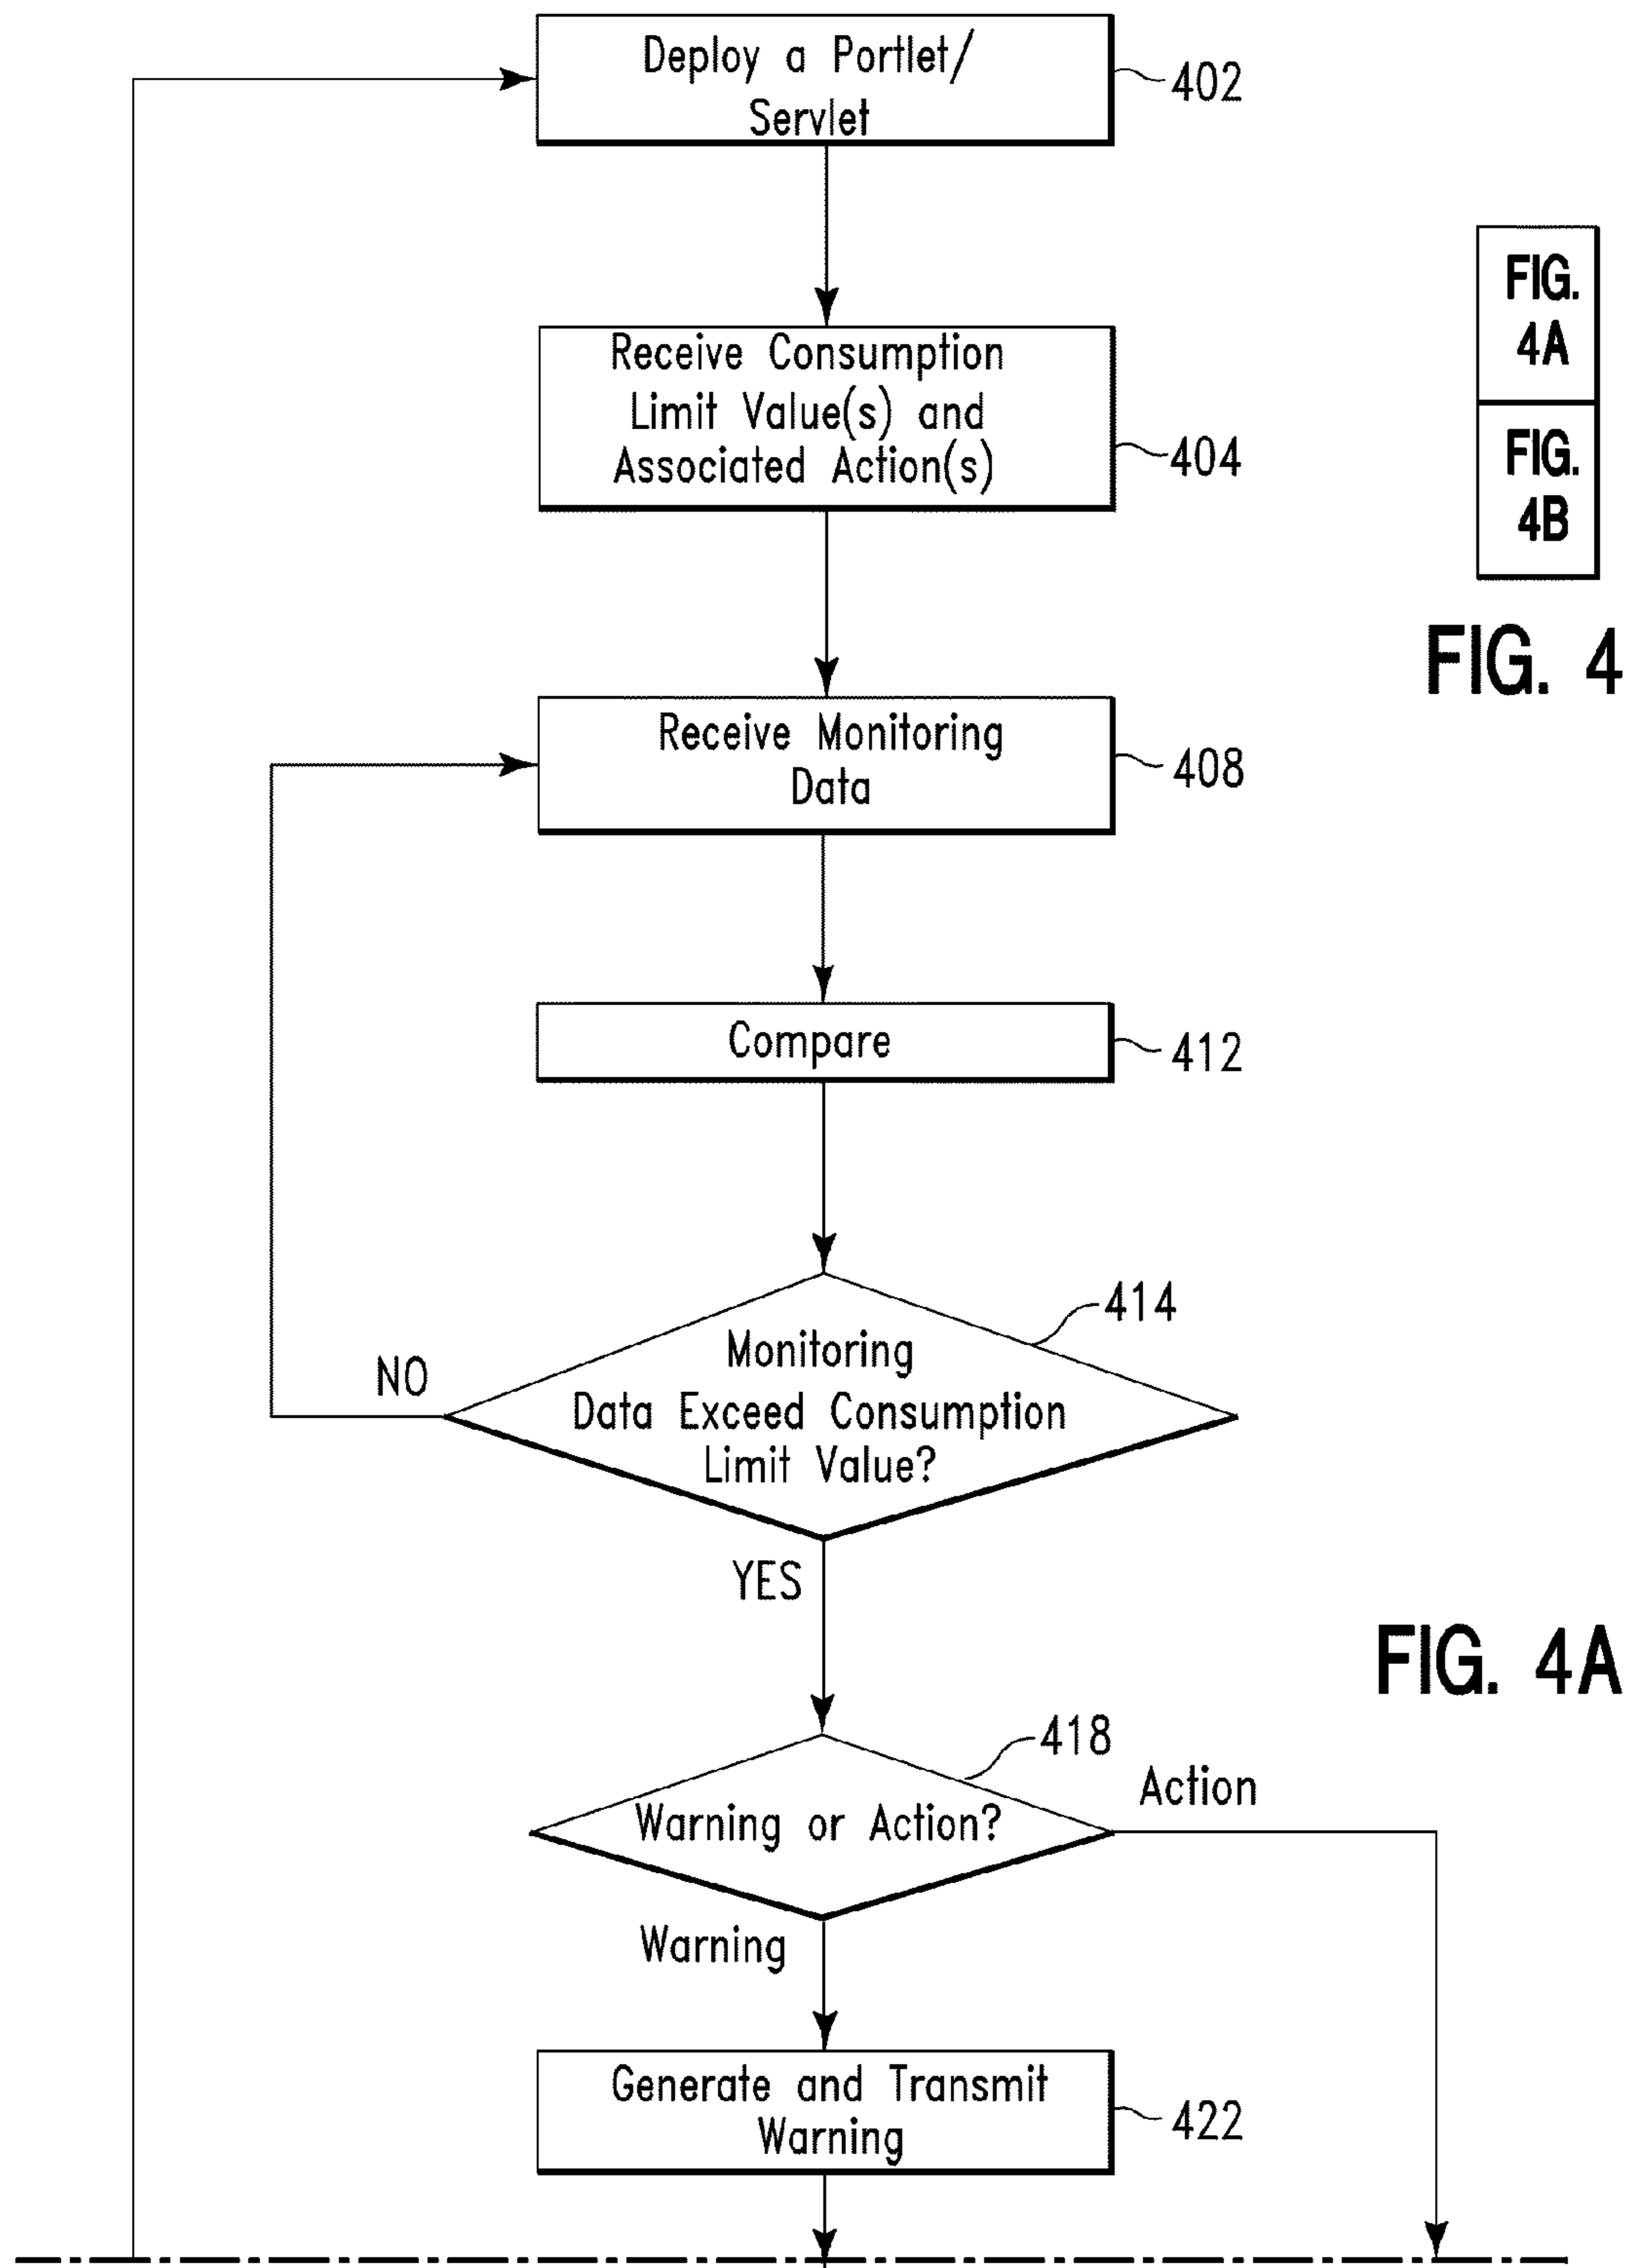 Deploy a Portlet/
Servlet
402
Receive Consumption
Limit Value(s) and
Associated Action(s)
404
FIG.
4A
FIG.
4B
FIG. 4
Receive Monitoring
Data
408
Compare
412
414
Monitoring
Data Exceed Consumption
Limit Value?
NO
YES
FIG. 4A
418
Warning or Action?
Action
Warning
Generate and Transmit
Warning
422